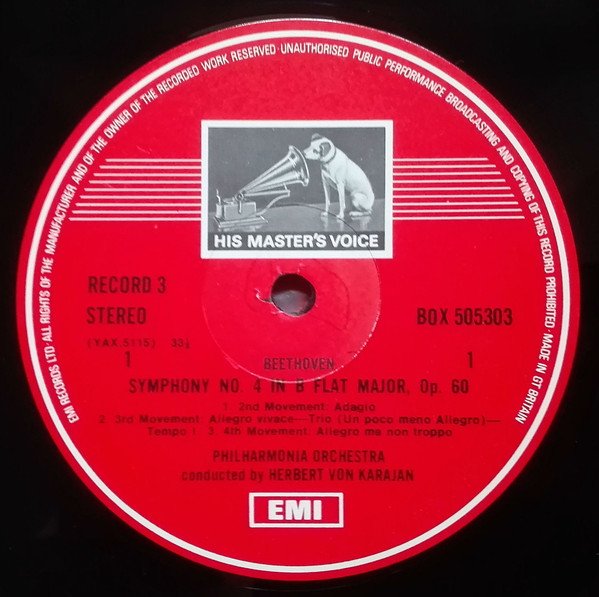 EMI RECORDS LTD·ALL RIGHTS OF THE MANUFACTURER AND OF THE OWNER OF THE RECORDED WORK RESERVED·UNAUTHORISED PUBLIC PERFORMANCE BROADCASTING AND COPYING OF THIS RECORD PROHIBITED·MADE IN GT BRITAIN
HIS MASTER'S VOICE
RECORD 3
STEREO BOX 505303
(YAX.5115) 33⅓
1 BEETHOVEN 1
SYMPHONY NO. 4 IN B FLAT MAJOR, Op. 60
1. 2nd Movement: Adagio
2. 3rd Movement: Allegro vivace—Trio (Un poco meno Allegro)—
Tempo I 3. 4th Movement: Allegro ma non troppo
PHILHARMONIA ORCHESTRA
conducted by HERBERT VON KARAJAN
EMI